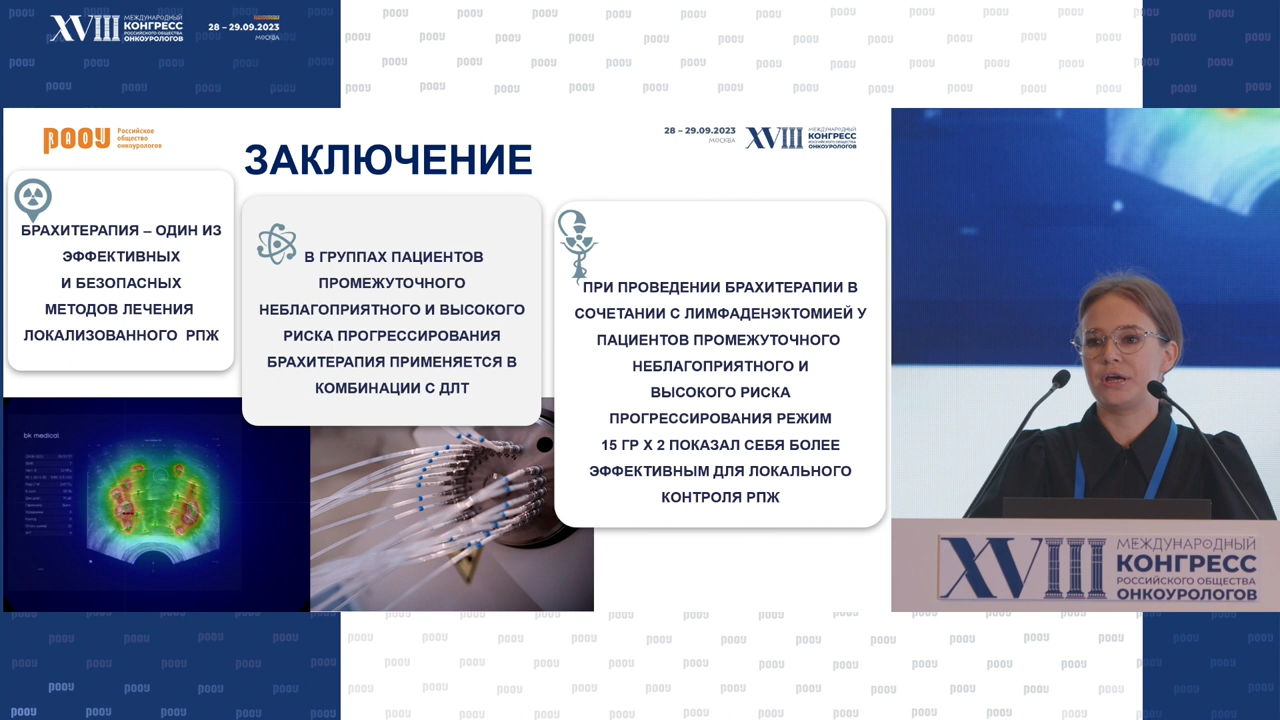 XVIII МЕЖДУНАРОДНЫЙ
КОНГРЕСС
РОССИЙСКОГО ОБЩЕСТВА
ОНКОУРОЛОГОВ
28 – 29.09.2023
МОСКВА
РООУ
Российское
общество
онкоурологов
ЗАКЛЮЧЕНИЕ
28 – 29.09.2023
МОСКВА
XVIII МЕЖДУНАРОДНЫЙ
КОНГРЕСС
РОССИЙСКОГО ОБЩЕСТВА
ОНКОУРОЛОГОВ
БРАХИТЕРАПИЯ – ОДИН ИЗ
ЭФФЕКТИВНЫХ
И БЕЗОПАСНЫХ
МЕТОДОВ ЛЕЧЕНИЯ
ЛОКАЛИЗОВАННОГО РПЖ
В ГРУППАХ ПАЦИЕНТОВ
ПРОМЕЖУТОЧНОГО
НЕБЛАГОПРИЯТНОГО И ВЫСОКОГО
РИСКА ПРОГРЕССИРОВАНИЯ
БРАХИТЕРАПИЯ ПРИМЕНЯЕТСЯ В
КОМБИНАЦИИ С ДЛТ
ПРИ ПРОВЕДЕНИИ БРАХИТЕРАПИИ В
СОЧЕТАНИИ С ЛИМФАДЕНЭКТОМИЕЙ У
ПАЦИЕНТОВ ПРОМЕЖУТОЧНОГО
НЕБЛАГОПРИЯТНОГО И
ВЫСОКОГО РИСКА
ПРОГРЕССИРОВАНИЯ РЕЖИМ
15 ГР Х 2 ПОКАЗАЛ СЕБЯ БОЛЕЕ
ЭФФЕКТИВНЫМ ДЛЯ ЛОКАЛЬНОГО
КОНТРОЛЯ РПЖ
bk medical
XVIII МЕЖДУНАРОДНЫЙ
КОНГРЕСС
РОССИЙСКОГО ОБЩЕСТВА
ОНКОУРОЛОГОВ